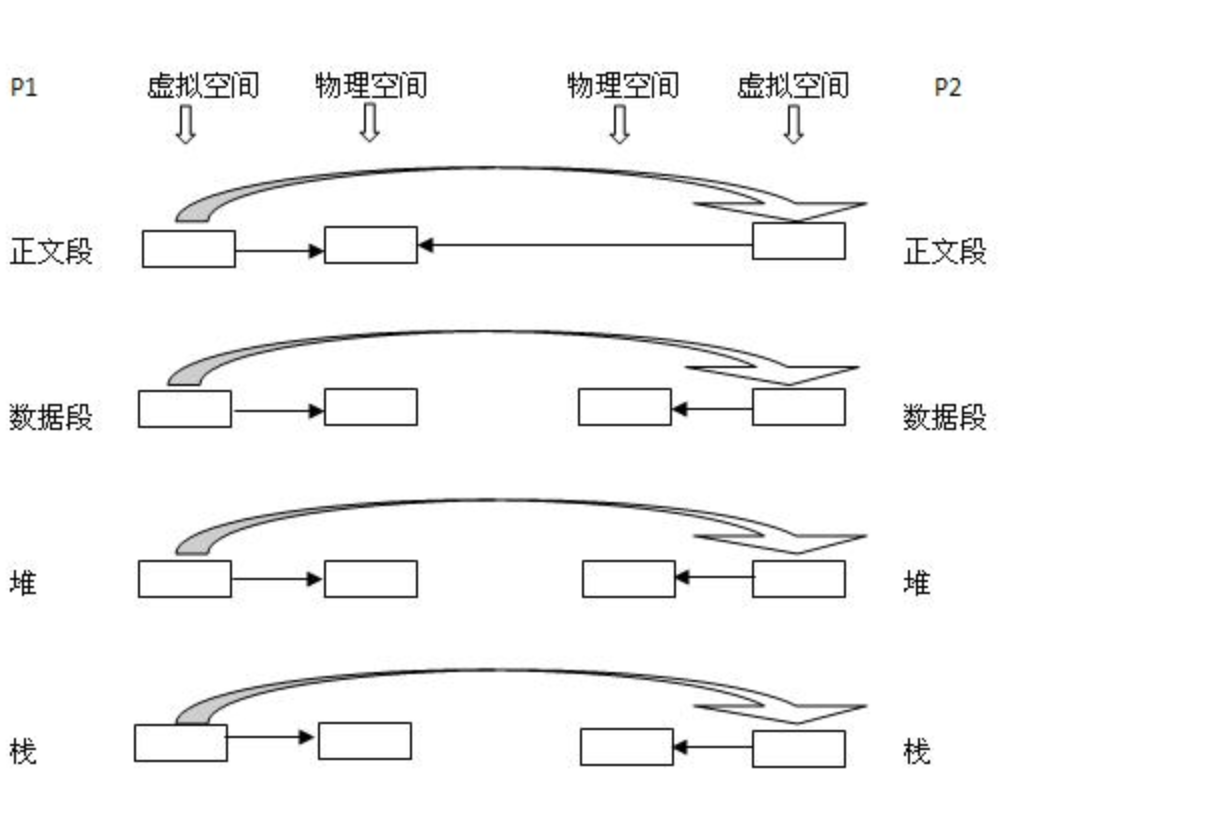 P1 虚拟空间 物理空间 物理空间 虚拟空间 P2
正文段 正文段
数据段 数据段
堆 堆
栈 栈